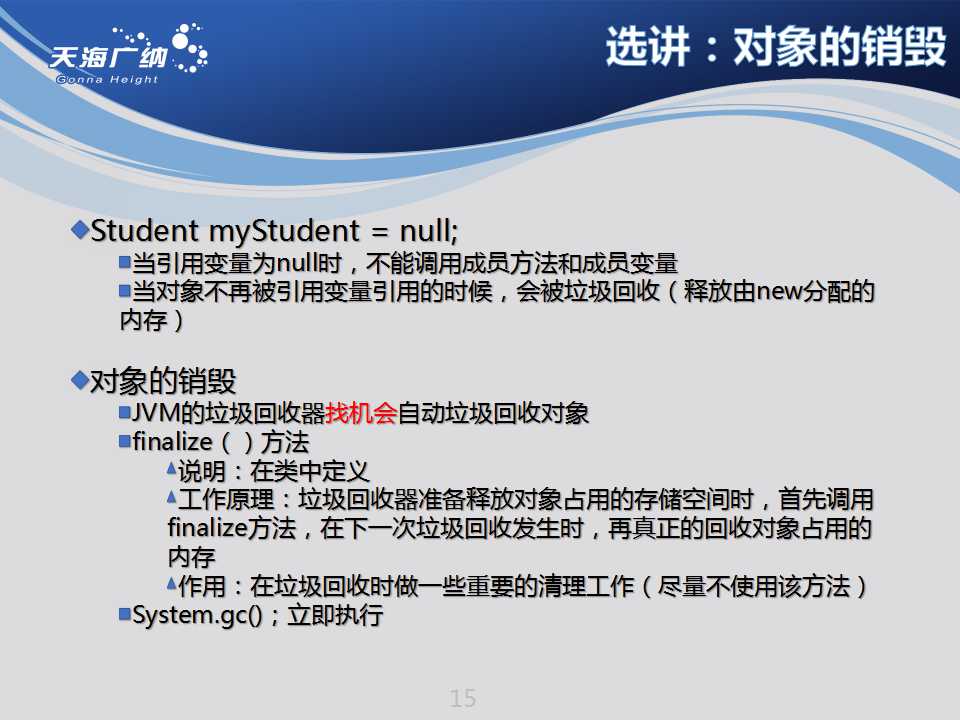 天海广纳
Gonna Height
选讲：对象的销毁
Student myStudent = null;
当引用变量为null时，不能调用成员方法和成员变量
当对象不再被引用变量引用的时候，会被垃圾回收（释放由new分配的
内存）
对象的销毁
JVM的垃圾回收器找机会自动垃圾回收对象
finalize（）方法
说明：在类中定义
工作原理：垃圾回收器准备释放对象占用的存储空间时，首先调用
finalize方法，在下一次垃圾回收发生时，再真正的回收对象占用的
内存
作用：在垃圾回收时做一些重要的清理工作（尽量不使用该方法）
System.gc()；立即执行
15